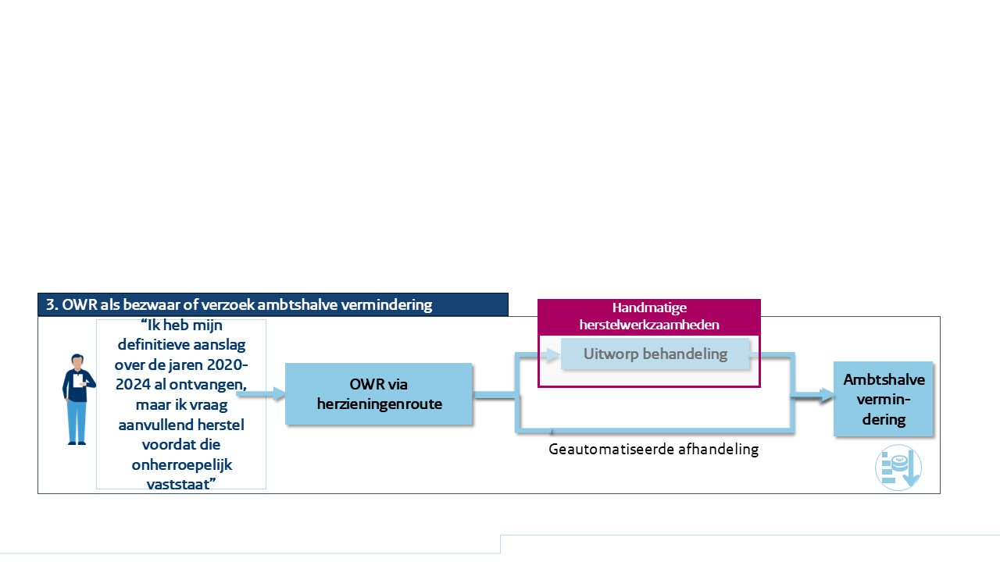 3. OWR als bezwaar of verzoek ambtshalve vermindering
“Ik heb mijn
definitieve aanslag
over de jaren 2020-
2024 al ontvangen,
maar ik vraag
aanvullend herstel
voordat die
onherroepelijk
vaststaat”
OWR via
herzieningenroute
Handmatige
herstelwerkzaamheden
Uitworp behandeling
Geautomatiseerde afhandeling
Ambtshalve
vermin-
dering